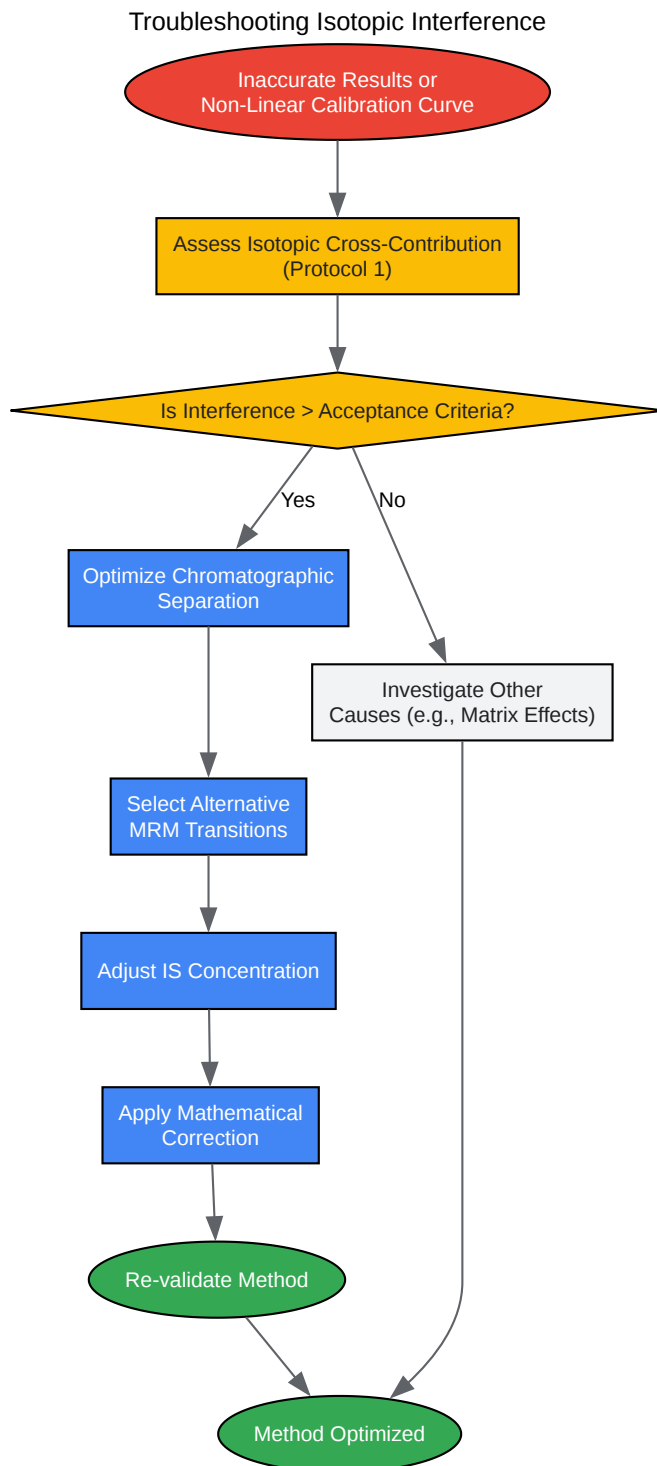 Troubleshooting Isotopic Interference
Inaccurate Results or
Non-Linear Calibration Curve
Assess Isotopic Cross-Contribution
(Protocol 1)
Is Interference > Acceptance Criteria?
Yes
No
Optimize Chromatographic
Separation
Investigate Other
Causes (e.g., Matrix Effects)
Select Alternative
MRM Transitions
Adjust IS Concentration
Apply Mathematical
Correction
Re-validate Method
Method Optimized